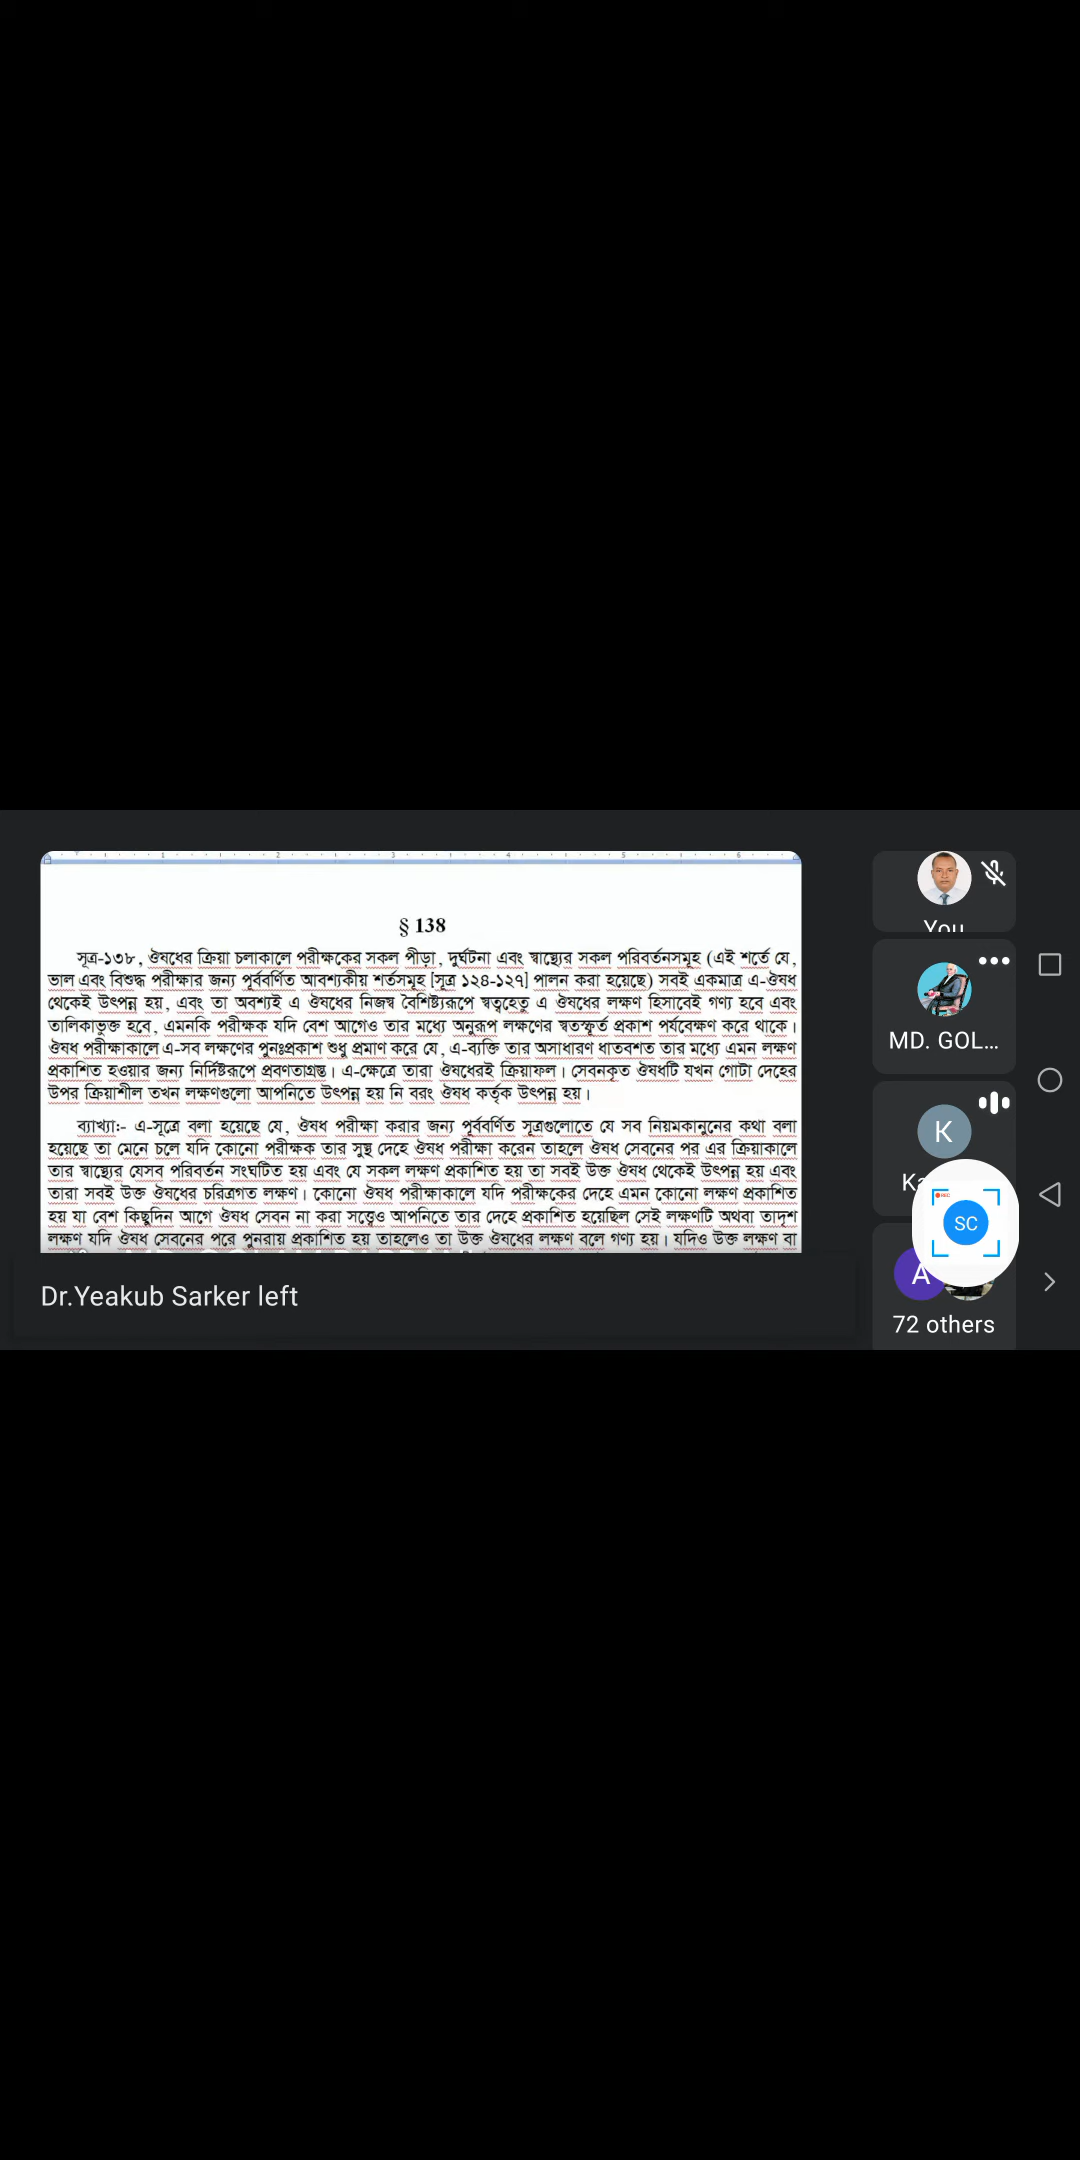 § 138
সূত্র-১৩৮, ঔষধের ক্রিয়া চলাকালে পরীক্ষকের সকল পীড়া, দুর্ঘটনা এবং স্বাস্থ্যের সকল পরিবর্তনসমূহ (এই শর্তে যে,
ভাল এবং বিশুদ্ধ পরীক্ষার জন্য পূর্ববর্ণিত আবশ্যকীয় শর্তসমূহ [সূত্র ১২৪-১২৭] পালন করা হয়েছে) সবই একমাত্র এ-ঔষধ
থেকেই উৎপন্ন হয়, এবং তা অবশ্যই এ ঔষধের নিজস্ব বৈশিষ্ট্যরূপে স্বত্বহেতু এ ঔষধের লক্ষণ হিসাবেই গণ্য হবে এবং
তালিকাভুক্ত হবে, এমনকি পরীক্ষক যদি বেশ আগেও তার মধ্যে অনুরূপ লক্ষণের স্বতস্ফূর্ত প্রকাশ পর্যবেক্ষণ করে থাকে।
ঔষধ পরীক্ষাকালে এ-সব লক্ষণের পুনঃপ্রকাশ শুধু প্রমাণ করে যে, এ-ব্যক্তি তার অসাধারণ ধাতবশত তার মধ্যে এমন লক্ষণ
প্রকাশিত হওয়ার জন্য নির্দিষ্টরূপে প্রবণতাগ্রস্ত। এ-ক্ষেত্রে তারা ঔষধেরই ক্রিয়াফল। সেবনকৃত ঔষধটি যখন গোটা দেহের
উপর ক্রিয়াশীল তখন লক্ষণগুলো আপনিতে উৎপন্ন হয় নি বরং ঔষধ কর্তৃক উৎপন্ন হয়।
ব্যাখ্যা:- এ-সূত্রে বলা হয়েছে যে, ঔষধ পরীক্ষা করার জন্য পূর্ববর্ণিত সূত্রগুলোতে যে সব নিয়মকানুনের কথা বলা
হয়েছে তা মেনে চলে যদি কোনো পরীক্ষক তার সুস্থ দেহে ঔষধ পরীক্ষা করেন তাহলে ঔষধ সেবনের পর এর ক্রিয়াকালে
তার স্বাস্থ্যের যেসব পরিবর্তন সংঘটিত হয় এবং যে সকল লক্ষণ প্রকাশিত হয় তা সবই উক্ত ঔষধ থেকেই উৎপন্ন হয় এবং
তারা সবই উক্ত ঔষধের চরিত্রগত লক্ষণ। কোনো ঔষধ পরীক্ষাকালে যদি পরীক্ষকের দেহে এমন কোনো লক্ষণ প্রকাশিত
হয় যা বেশ কিছুদিন আগে ঔষধ সেবন না করা সত্ত্বেও আপনিতে তার দেহে প্রকাশিত হয়েছিল সেই লক্ষণটি অথবা তাদৃশ
লক্ষণ যদি ঔষধ সেবনের পরে পুনরায় প্রকাশিত হয় তাহলেও তা উক্ত ঔষধের লক্ষণ বলে গণ্য হয়। যদিও উক্ত লক্ষণ বা
Dr.Yeakub Sarker left
You
MD. GOL...
K
REC
SC
A
72 others